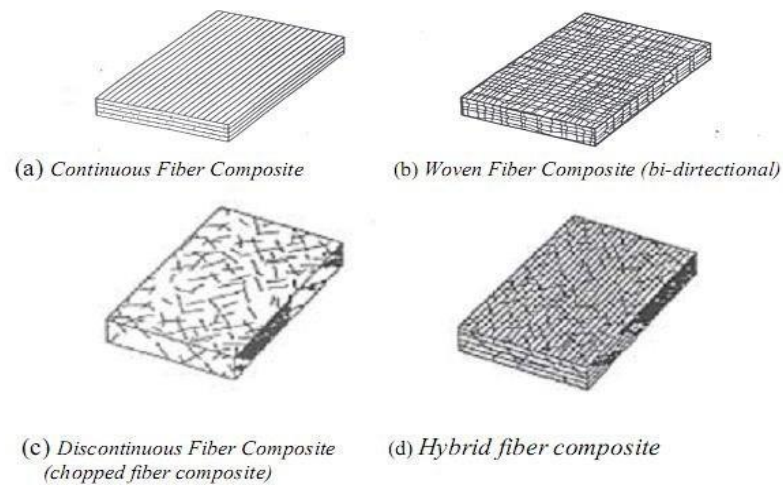 (a) Continuous Fiber Composite
(b) Woven Fiber Composite (bi-dirtectional)
(c) Discontinuous Fiber Composite
(chopped fiber composite)
(d) Hybrid fiber composite